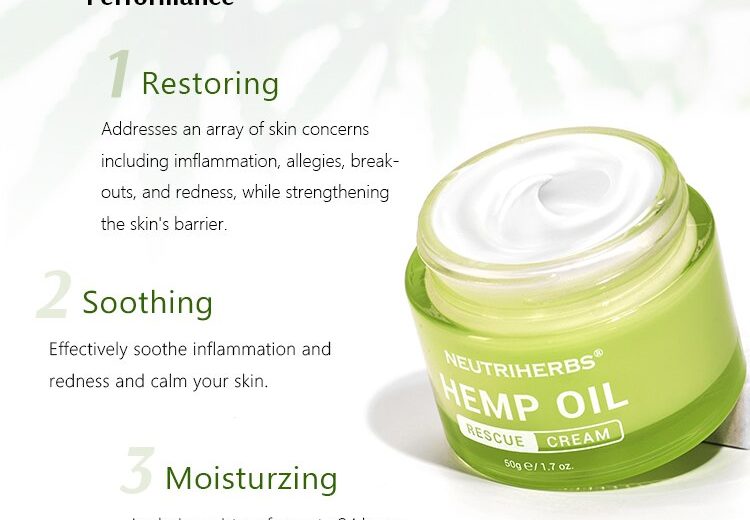 Performance
1 Restoring
Addresses an array of skin concerns
including imflammation, allegies, break-
outs, and redness, while strengthening
the skin's barrier.
2 Soothing
Effectively soothe inflammation and
redness and calm your skin.
3 Moisturzing
NEUTRIHERBS®
HEMP OIL
RESCUE CREAM
50g e / 1.7 oz.